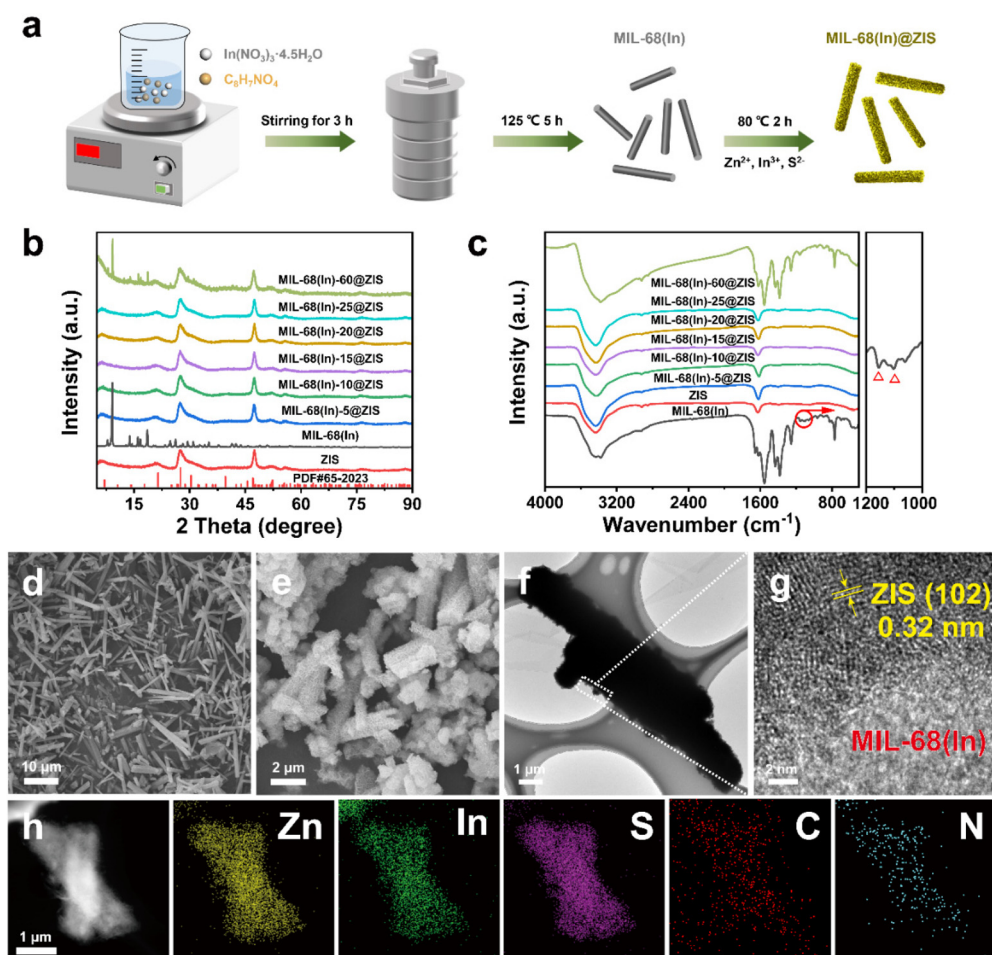 a
In(NO₃)₃·4.5H₂O
C₈H₇NO₄
Stirring for 3 h
125 ℃ 5 h
MIL-68(In)
80 ℃ 2 h
Zn²⁺, In³⁺, S²⁻
MIL-68(In)@ZIS
b
Intensity (a.u.)
MIL-68(In)-60@ZIS
MIL-68(In)-25@ZIS
MIL-68(In)-20@ZIS
MIL-68(In)-15@ZIS
MIL-68(In)-10@ZIS
MIL-68(In)-5@ZIS
MIL-68(In)
ZIS
PDF#65-2023
15 30 45 60 75 90
2 Theta (degree)
c
Intensity (a.u.)
MIL-68(In)-60@ZIS
MIL-68(In)-25@ZIS
MIL-68(In)-20@ZIS
MIL-68(In)-15@ZIS
MIL-68(In)-10@ZIS
MIL-68(In)-5@ZIS
ZIS
MIL-68(In)
4000 3200 2400 1600 800 1200 1000
Wavenumber (cm⁻¹)
d
10 μm
e
2 μm
f
1 μm
g
ZIS (102)
0.32 nm
MIL-68(In)
2 nm
h
1 μm
Zn
In
S
C
N